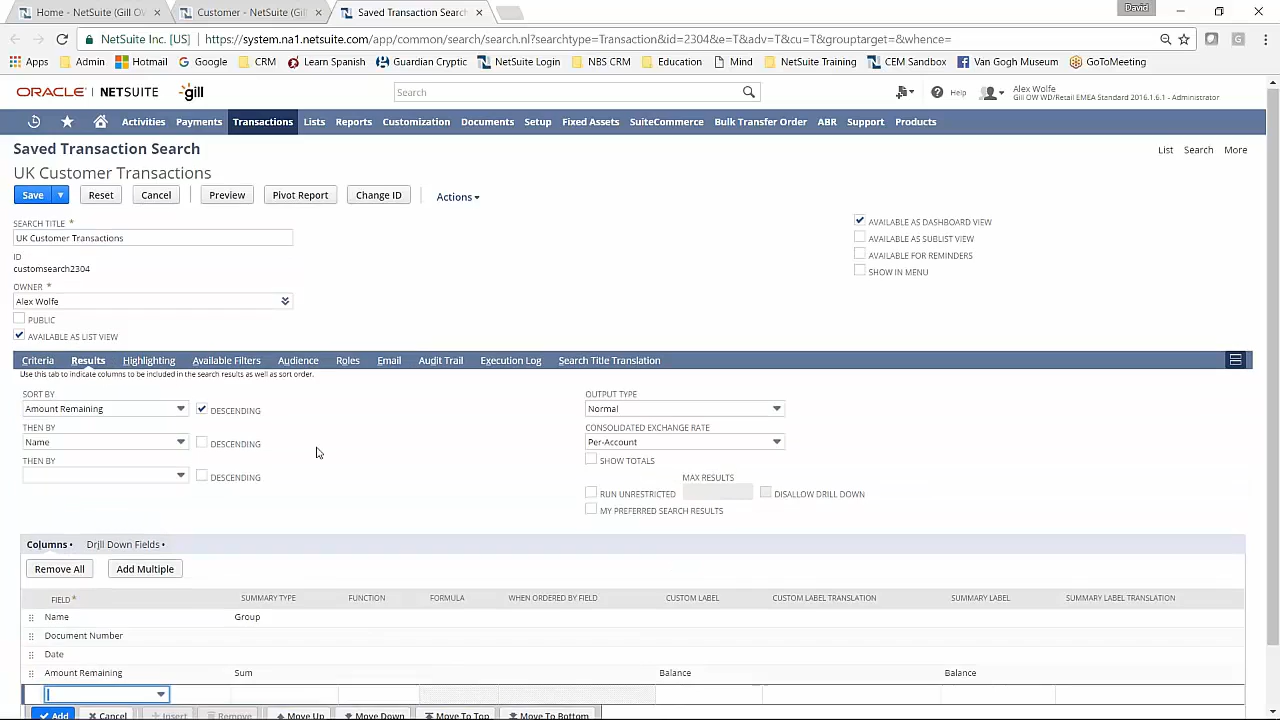 David
Home - NetSuite (Gill OW
Customer - NetSuite (Gil
Saved Transaction Search
NetSuite Inc. [US]
https://system.na1.netsuite.com/app/common/search/search.nl?searchtype=Transaction&id=2304&e=T&adv=T&cu=T&grouptarget=&whence=
Apps Admin Hotmail Google CRM Learn Spanish Guardian Cryptic NetSuite Login NBS CRM Education Mind NetSuite Training CEM Sandbox Van Gogh Museum GoToMeeting
ORACLE NETSUITE gill Search Help Alex Wolfe
Gill OW WD/Retail EMEA Standard 2016.1.6.1 - Administrator
Activities Payments Transactions Lists Reports Customization Documents Setup Fixed Assets SuiteCommerce Bulk Transfer Order ABR Support Products
Saved Transaction Search List Search More
UK Customer Transactions
Save Reset Cancel Preview Pivot Report Change ID Actions
SEARCH TITLE *
UK Customer Transactions
ID
customsearch2304
OWNER *
Alex Wolfe
PUBLIC
AVAILABLE AS LIST VIEW
AVAILABLE AS DASHBOARD VIEW
AVAILABLE AS SUBLIST VIEW
AVAILABLE FOR REMINDERS
SHOW IN MENU
Criteria Results Highlighting Available Filters Audience Roles Email Audit Trail Execution Log Search Title Translation
Use this tab to indicate columns to be included in the search results as well as sort order.
SORT BY
Amount Remaining DESCENDING
THEN BY
Name DESCENDING
THEN BY
DESCENDING
OUTPUT TYPE
Normal
CONSOLIDATED EXCHANGE RATE
Per-Account
SHOW TOTALS
MAX RESULTS
RUN UNRESTRICTED DISALLOW DRILL DOWN
MY PREFERRED SEARCH RESULTS
Columns • Drill Down Fields •
Remove All Add Multiple
FIELD * SUMMARY TYPE FUNCTION FORMULA WHEN ORDERED BY FIELD CUSTOM LABEL CUSTOM LABEL TRANSLATION SUMMARY LABEL SUMMARY LABEL TRANSLATION
Name Group
Document Number
Date
Amount Remaining Sum Balance Balance
Add Cancel Insert Remove Move Up Move Down Move To Top Move To Bottom